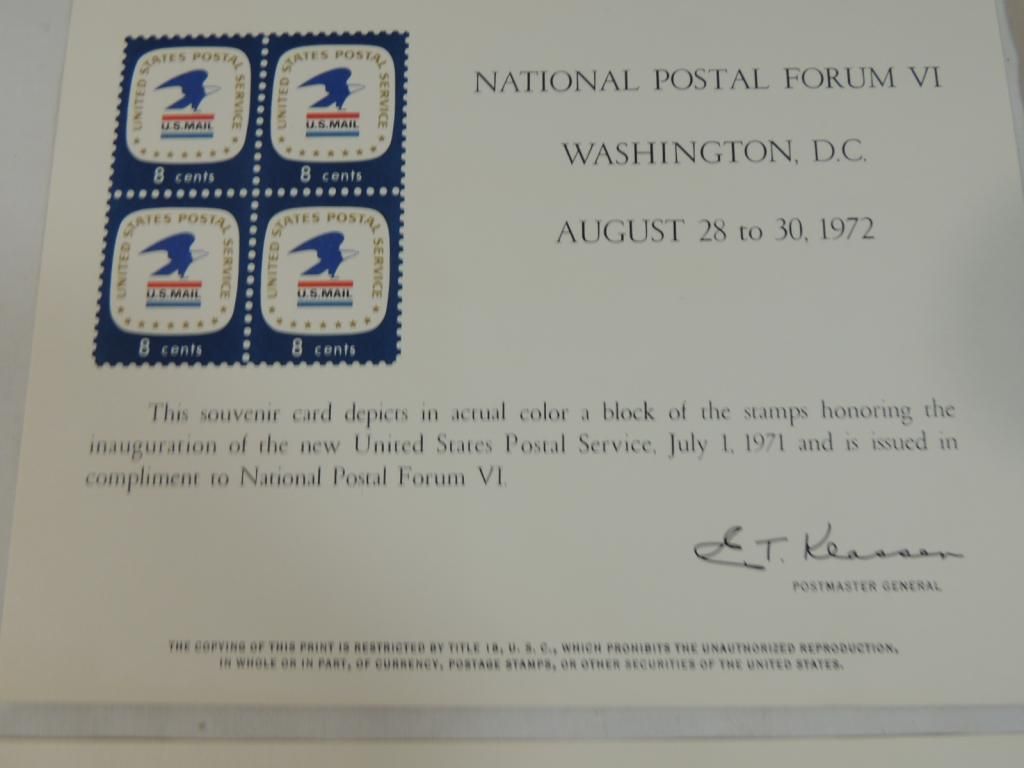 UNITED STATES POSTAL SERVICE
U.S.MAIL
8 cents
UNITED STATES POSTAL SERVICE
U.S.MAIL
8 cents
UNITED STATES POSTAL SERVICE
U.S.MAIL
8 cents
UNITED STATES POSTAL SERVICE
U.S.MAIL
8 cents
NATIONAL POSTAL FORUM VI
WASHINGTON, D.C.
AUGUST 28 to 30, 1972
This souvenir card depicts in actual color a block of the stamps honoring the
inauguration of the new United States Postal Service, July 1, 1971 and is issued in
compliment to National Postal Forum VI.
E. T. Klassen
POSTMASTER GENERAL
THE COPYING OF THIS PRINT IS RESTRICTED BY TITLE 18, U. S. C., WHICH PROHIBITS THE UNAUTHORIZED REPRODUCTION,
IN WHOLE OR IN PART, OF CURRENCY, POSTAGE STAMPS, OR OTHER SECURITIES OF THE UNITED STATES.